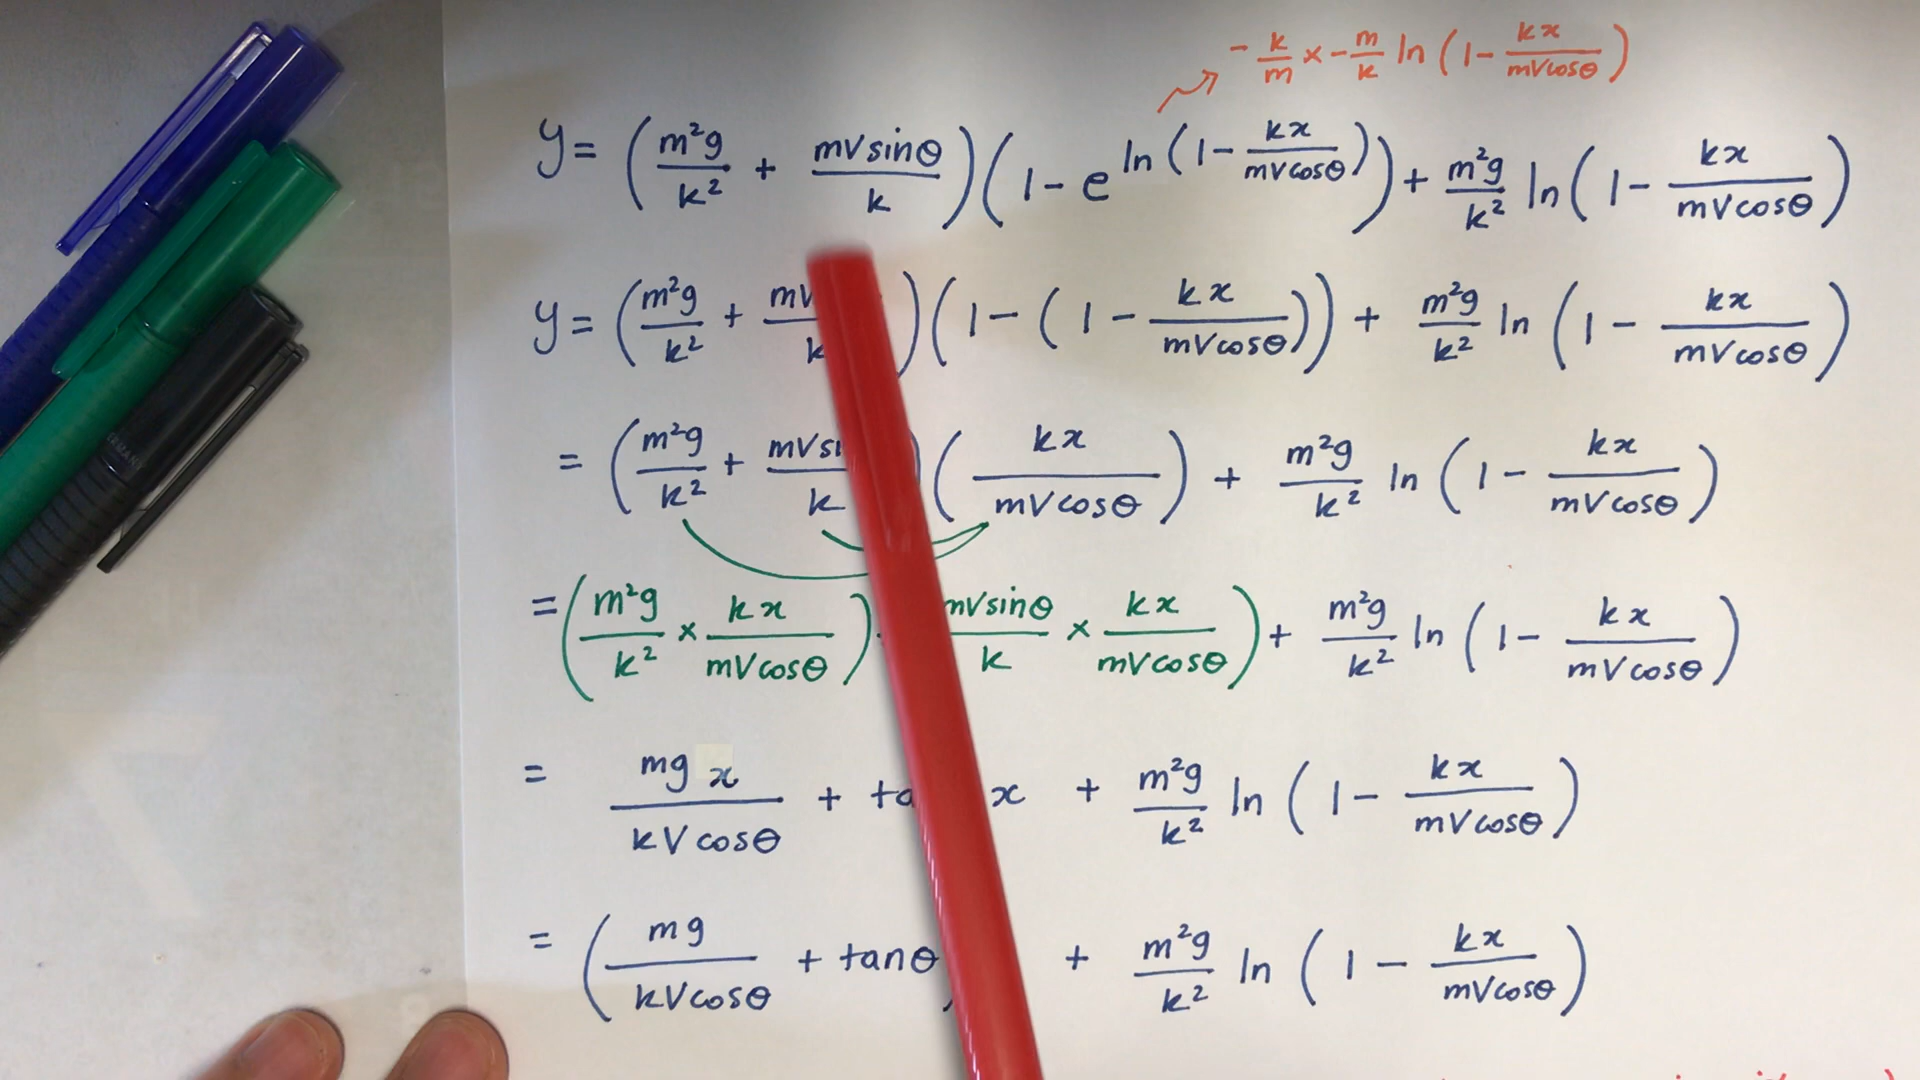 - k/m × - m/k ln (1 - kx/mVcosθ)
y = (m²g/k² + mVsinθ/k)(1 - e^ln(1 - kx/mVcosθ)) + m²g/k² ln(1 - kx/mVcosθ)
y = (m²g/k² + mV k)(1 - (1 - kx/mVcosθ)) + m²g/k² ln(1 - kx/mVcosθ)
= (m²g/k² + mVsi/k)(kx/mVcosθ) + m²g/k² ln(1 - kx/mVcosθ)
= (m²g/k² × kx/mVcosθ) mVsinθ/k × kx/mVcosθ) + m²g/k² ln(1 - kx/mVcosθ)
= mg x/kVcosθ + ta x + m²g/k² ln(1 - kx/mVcosθ)
= (mg/kVcosθ + tanθ + m²g/k² ln(1 - kx/mVcosθ)